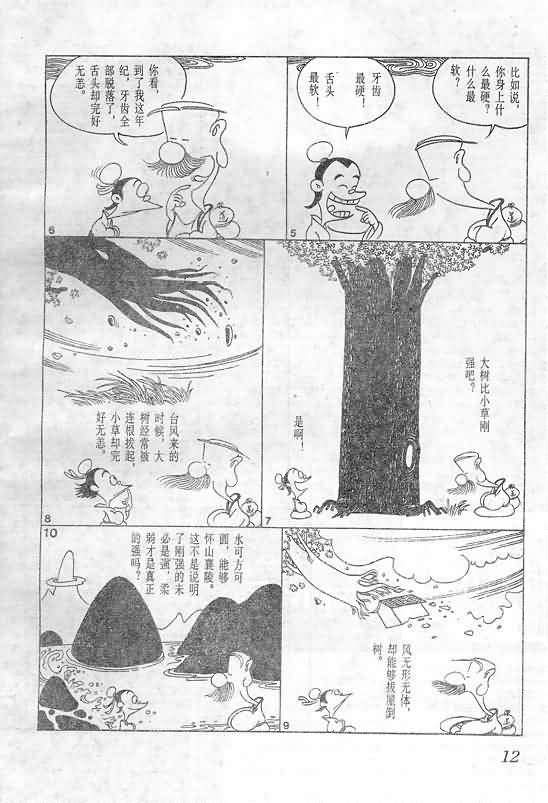 比如说，
你身上什
么最硬？
什么最
软？
牙齿
最硬！
舌头
最软！
5
你看，
到了我这年
纪，牙齿全
部脱落了，
舌头却完好
无恙。
6
大树比小草刚
强吧？
是啊！
7
台风来的
时候，大
树经常被
连根拔起，
小草却完
好无恙。
8
风无形无体，
却能够拔屋倒
树。
9
水可方可
圆，能够
怀山襄陵。
这不是说明
了刚强的未
必是强，柔
弱才是真正
的强吗？
10
12